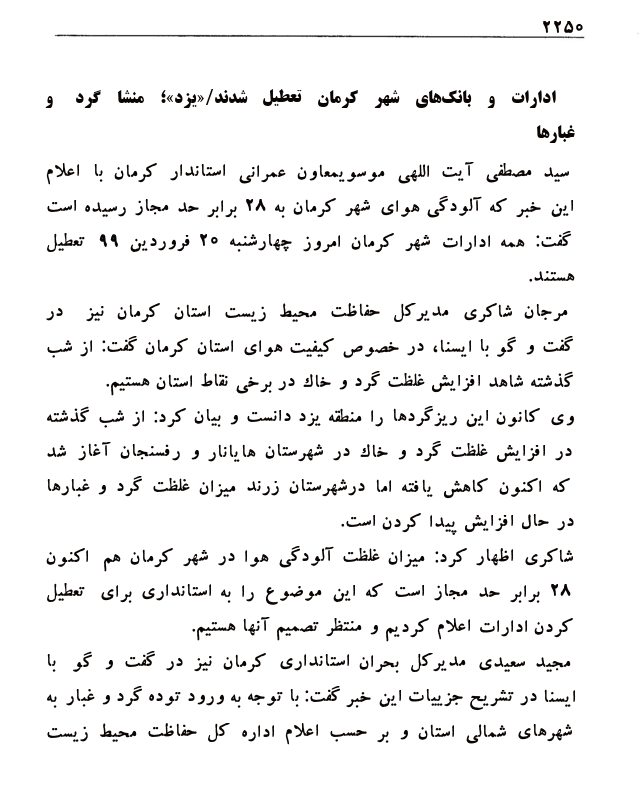 ۲۲۵۰
ادارات و بانک‌های شهر کرمان تعطیل شدند/«یزد»؛ منشا گرد و
غبارها
سید مصطفی آیت اللهی موسویمعاون عمرانی استاندار کرمان با اعلام
این خبر که آلودگی هوای شهر کرمان به ۲۸ برابر حد مجاز رسیده است
گفت: همه ادارات شهر کرمان امروز چهارشنبه ۲۰ فروردین ۹۹ تعطیل
هستند.
مرجان شاکری مدیرکل حفاظت محیط زیست استان کرمان نیز در
گفت و گو با ایسنا، در خصوص کیفیت هوای استان کرمان گفت: از شب
گذشته شاهد افزایش غلظت گرد و خاک در برخی نقاط استان هستیم.
وی کانون این ریزگردها را منطقه یزد دانست و بیان کرد: از شب گذشته
در افزایش غلظت گرد و خاک در شهرستان هایانار و رفسنجان آغاز شد
که اکنون کاهش یافته اما درشهرستان زرند میزان غلظت گرد و غبارها
در حال افزایش پیدا کردن است.
شاکری اظهار کرد: میزان غلظت آلودگی هوا در شهر کرمان هم اکنون
۲۸ برابر حد مجاز است که این موضوع را به استانداری برای تعطیل
کردن ادارات اعلام کردیم و منتظر تصمیم آنها هستیم.
مجید سعیدی مدیرکل بحران استانداری کرمان نیز در گفت و گو با
ایسنا در تشریح جزییات این خبر گفت: با توجه به ورود توده گرد و غبار به
شهرهای شمالی استان و بر حسب اعلام اداره کل حفاظت محیط زیست